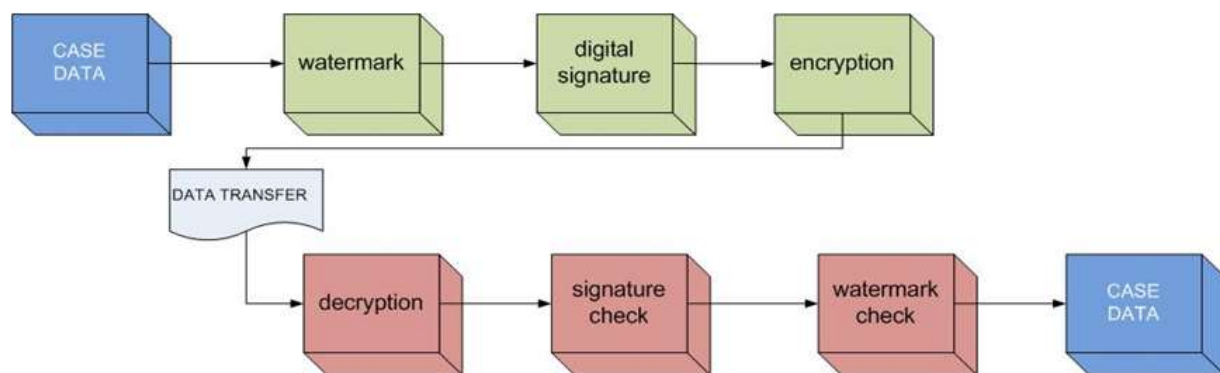 CASE
DATA
watermark
digital
signature
encryption
DATA TRANSFER
decryption
signature
check
watermark
check
CASE
DATA